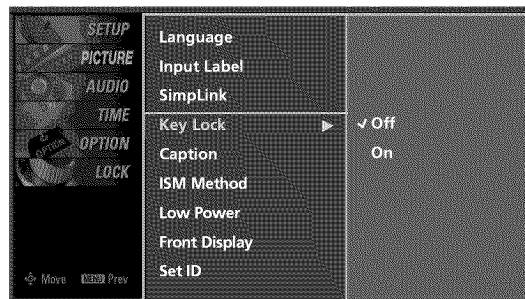 SETUP
PICTURE
AUDIO
TIME
OPTION
LOCK
Move MENU Prev
Language
Input Label
SimpLink
Key Lock
Caption
ISM Method
Low Power
Front Display
Set ID
Off
On